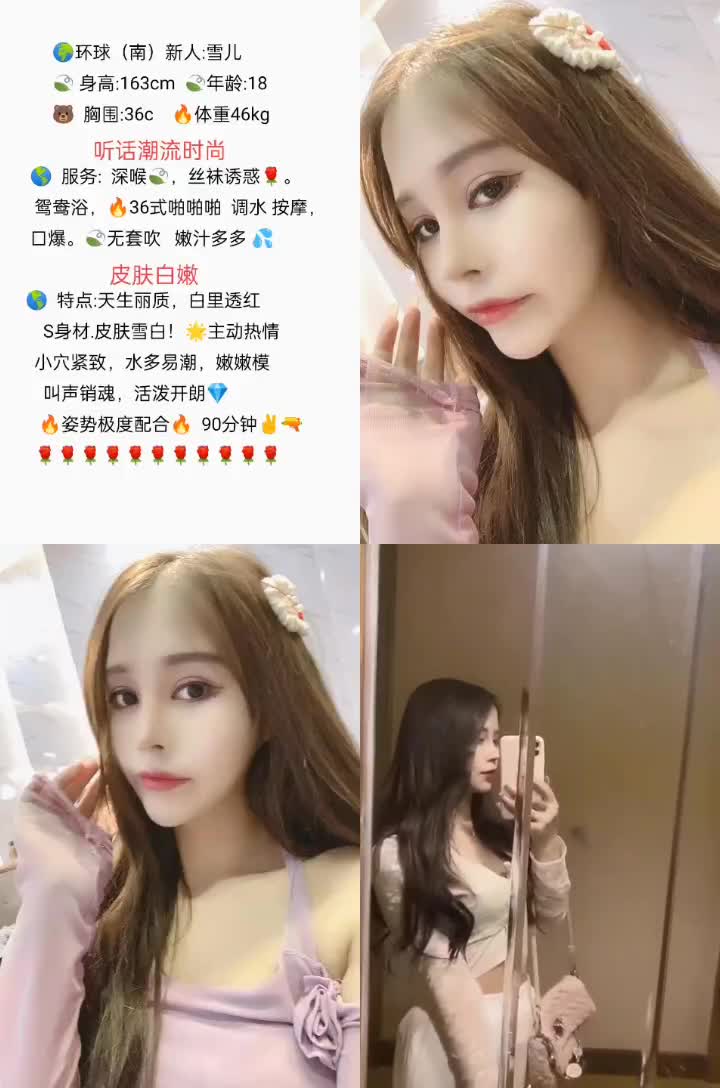 🌍环球（南）新人:雪儿
🍃 身高:163cm 🍃年龄:18
🐻 胸围:36c 🔥体重46kg
听话潮流时尚
🌎 服务: 深喉🍃，丝袜诱惑🌹。
鸳鸯浴，🔥36式啪啪啪 调水 按摩，
口爆。🍃无套吹 嫩汁多多 💦
皮肤白嫩
🌎 特点:天生丽质，白里透红
S身材.皮肤雪白！🌟主动热情
小穴紧致，水多易潮，嫩嫩模
叫声销魂，活泼开朗💎
🔥姿势极度配合🔥 90分钟✌🔫
🌹🌹🌹🌹🌹🌹🌹🌹🌹🌹🌹